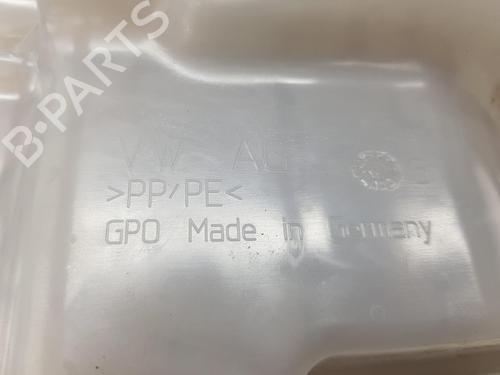 B-PARTS
VW AG
>PP/PE<
GPO Made in Germany